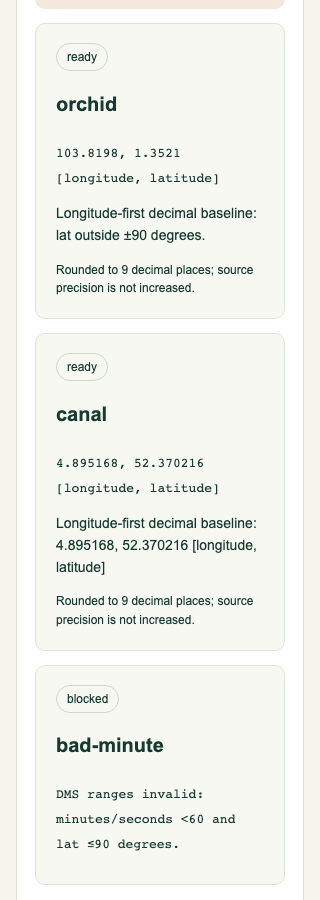 ready
orchid
103.8198, 1.3521
[longitude, latitude]
Longitude-first decimal baseline:
lat outside ±90 degrees.
Rounded to 9 decimal places; source
precision is not increased.
ready
canal
4.895168, 52.370216
[longitude, latitude]
Longitude-first decimal baseline:
4.895168, 52.370216 [longitude,
latitude]
Rounded to 9 decimal places; source
precision is not increased.
blocked
bad-minute
DMS ranges invalid:
minutes/seconds <60 and
lat ≤90 degrees.